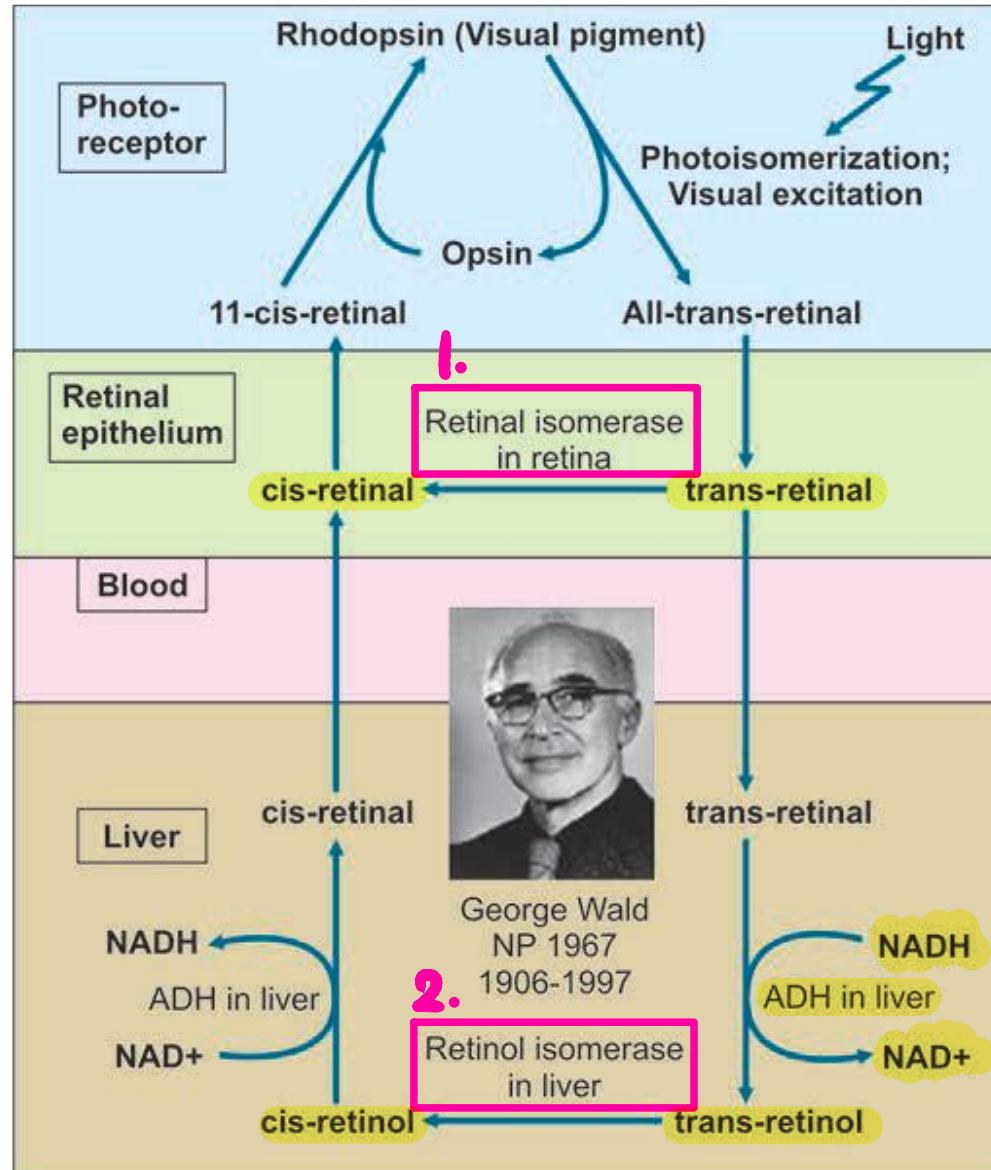 Rhodopsin (Visual pigment)
Light
Photo-
receptor
Photoisomerization;
Visual excitation
Opsin
11-cis-retinal
All-trans-retinal
1.
Retinal
epithelium
Retinal isomerase
in retina
cis-retinal
trans-retinal
Blood
cis-retinal
trans-retinal
Liver
George Wald
NP 1967
1906-1997
NADH
ADH in liver
NAD+
NADH
ADH in liver
NAD+
2.
Retinol isomerase
in liver
cis-retinol
trans-retinol